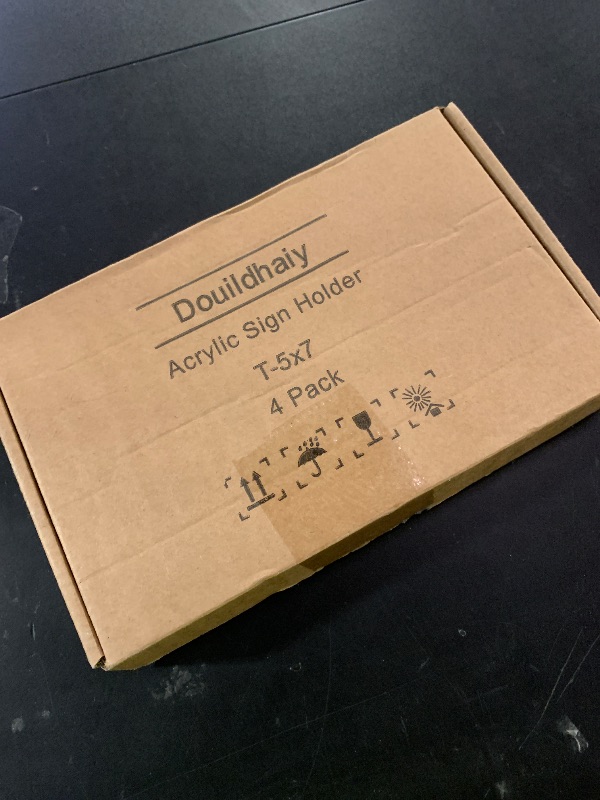 Douildhaiy
Acrylic Sign Holder
T-5x7
4 Pack